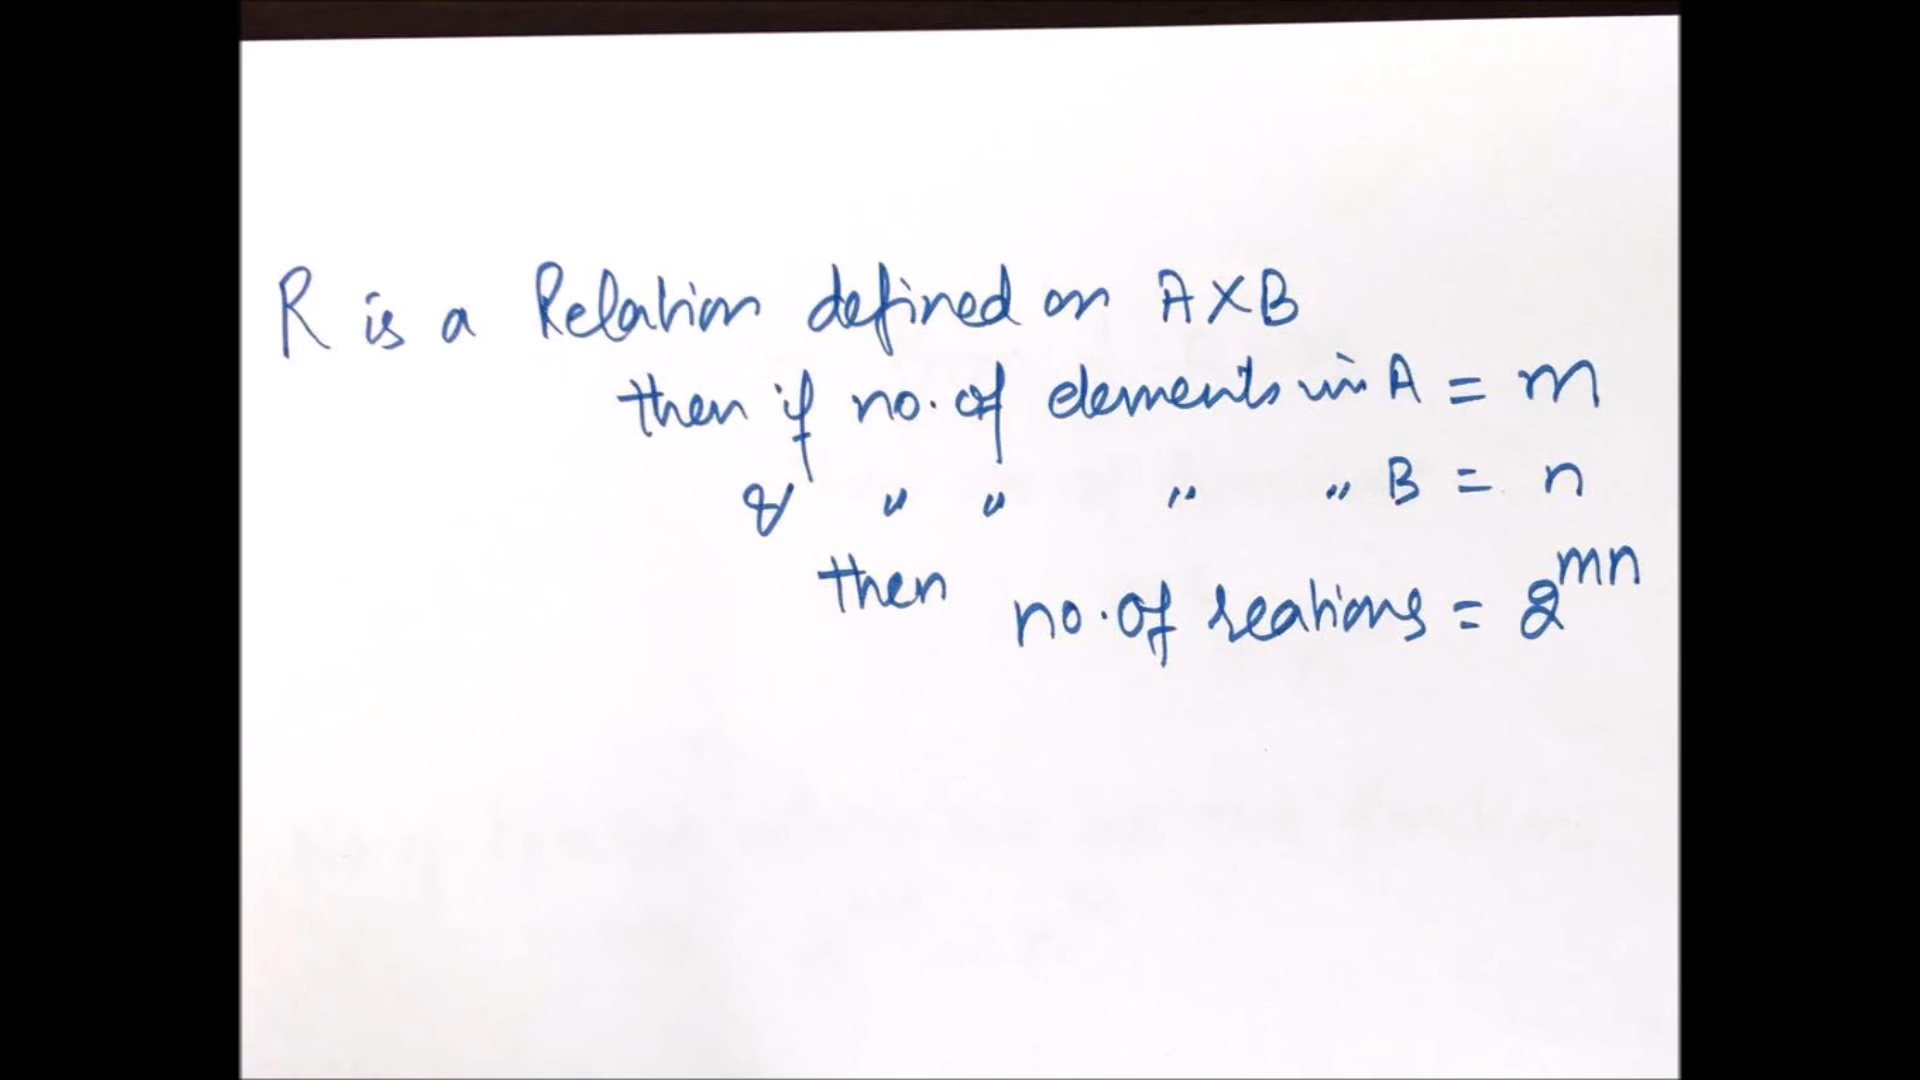 R is a Relation defined on A×B
then if no. of elements in A = m
& " " " " B = n
then no. of reations = 2^mn